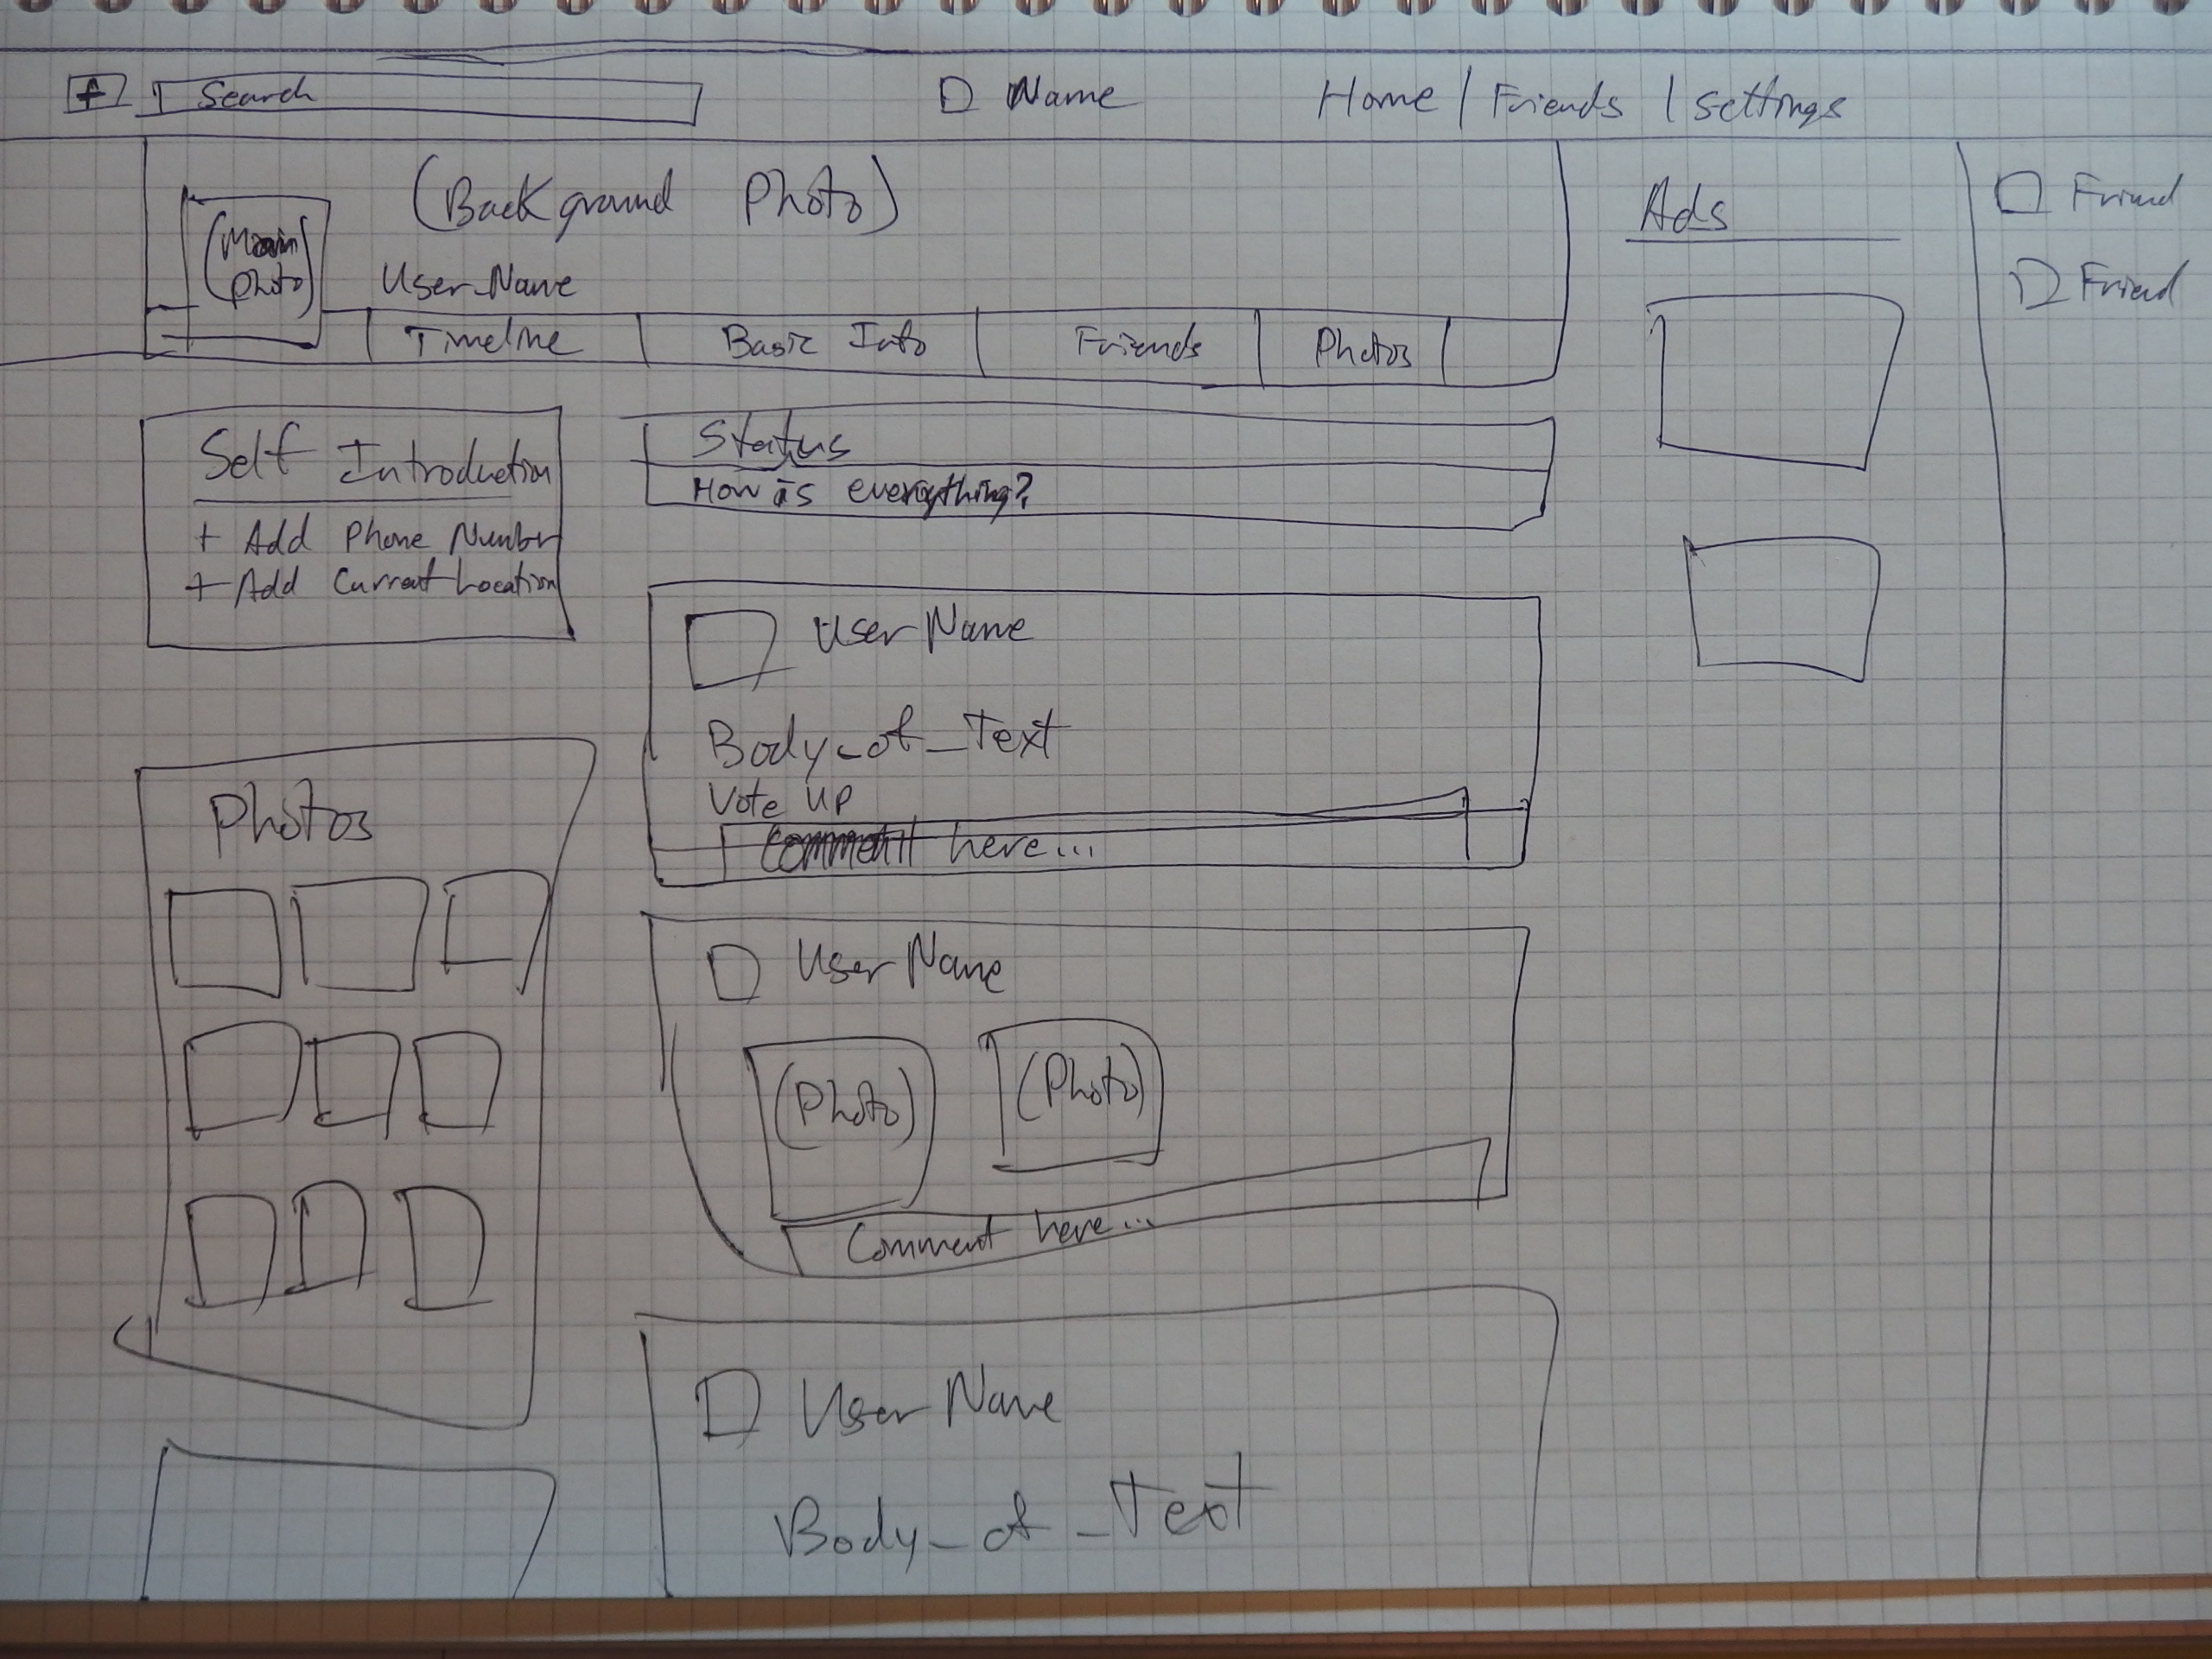 + Search Name Home | Friends | Settings
(Background Photo)
(Main
Photo)
User-Name
Timeline Basic Info Friends Photos
Ads
Friend
Friend
Self Introduction
+ Add Phone Number
+ Add Current Location
Status
How is everything?
User Name
Body_of_Text
Vote UP
Comment here...
Photos
User Name
(Photo) (Photo)
Comment here...
User Name
Body_of_Text